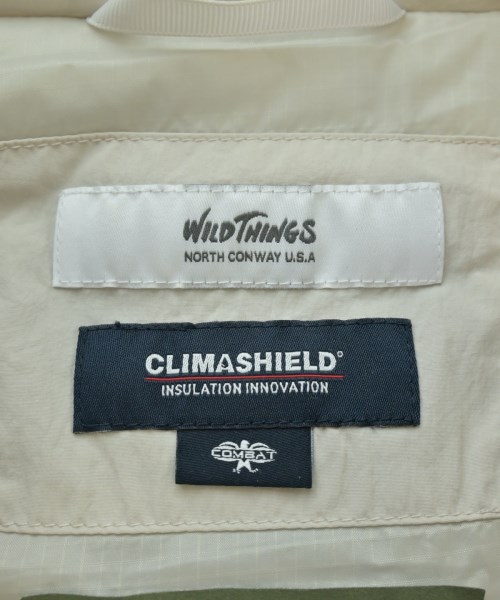 WILDTHINGS
NORTH CONWAY U.S.A
CLIMASHIELD®
INSULATION INNOVATION
COMBAT